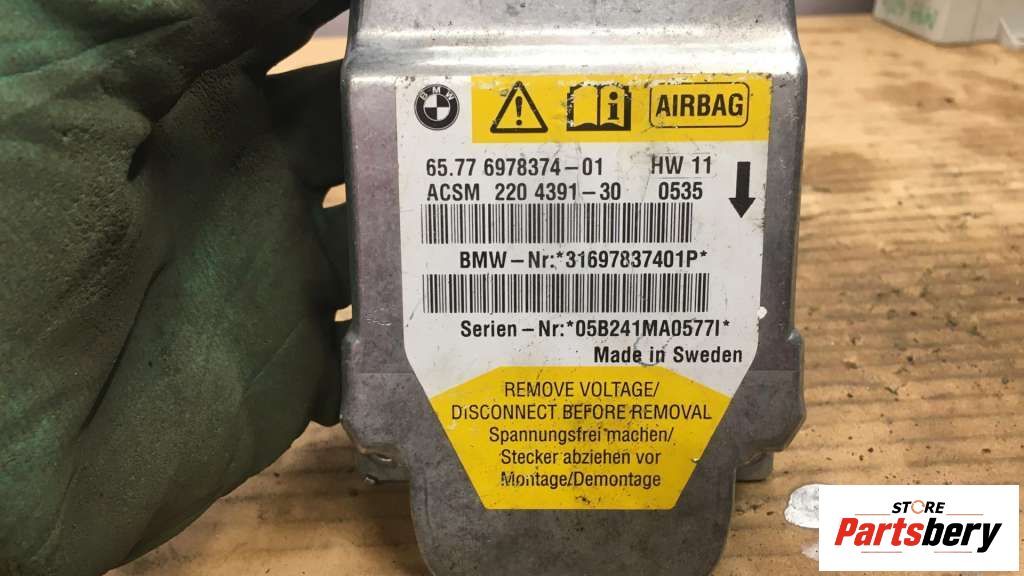 BMW
AIRBAG
65.77 6978374-01 HW 11
ACSM 220 4391-30 0535
BMW-Nr:*31697837401P*
Serien-Nr:*05B241MA0577I*
Made in Sweden
REMOVE VOLTAGE/
DISCONNECT BEFORE REMOVAL
Spannungsfrei machen/
Stecker abziehen vor
Montage/Demontage
STORE
Partsbery